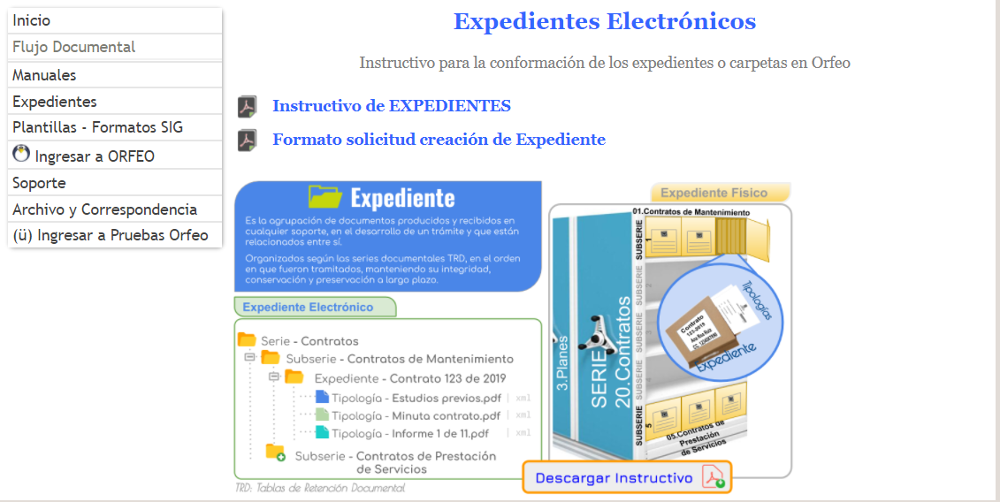 Inicio
Flujo Documental
Manuales
Expedientes
Plantillas - Formatos SIG
Ingresar a ORFEO
Soporte
Archivo y Correspondencia
(ü) Ingresar a Pruebas Orfeo
Expedientes Electrónicos
Instructivo para la conformación de los expedientes o carpetas en Orfeo
Instructivo de EXPEDIENTES
Formato solicitud creación de Expediente
Expediente
Es la agrupación de documentos producidos y recibidos en
cualquier soporte, en el desarrollo de un trámite y que están
relacionados entre sí.
Organizados según las series documentales TRD, en el orden
en que fueron tramitados, manteniendo su integridad,
conservación y preservación a largo plazo.
Expediente Electrónico
Serie - Contratos
Subserie - Contratos de Mantenimiento
Expediente - Contrato 123 de 2019
Tipología - Estudios previos.pdf | xml
Tipología - Minuta contrato.pdf | xml
Tipología - Informe 1 de 11.pdf | xml
Subserie - Contratos de Prestación
de Servicios
TRD: Tablas de Retención Documental
Expediente Físico
01.Contratos de Mantenimiento
SUBSERIE
1
SUBSERIE
SUBSERIE
SUBSERIE
5
3.Planes
SERIE
20.Contratos
Tipologías
Contrato
123-2019
Ana Ana Ruiz
CC 1234567890
Expediente
05.Contratos de
Prestación
de Servicios
Descargar Instructivo